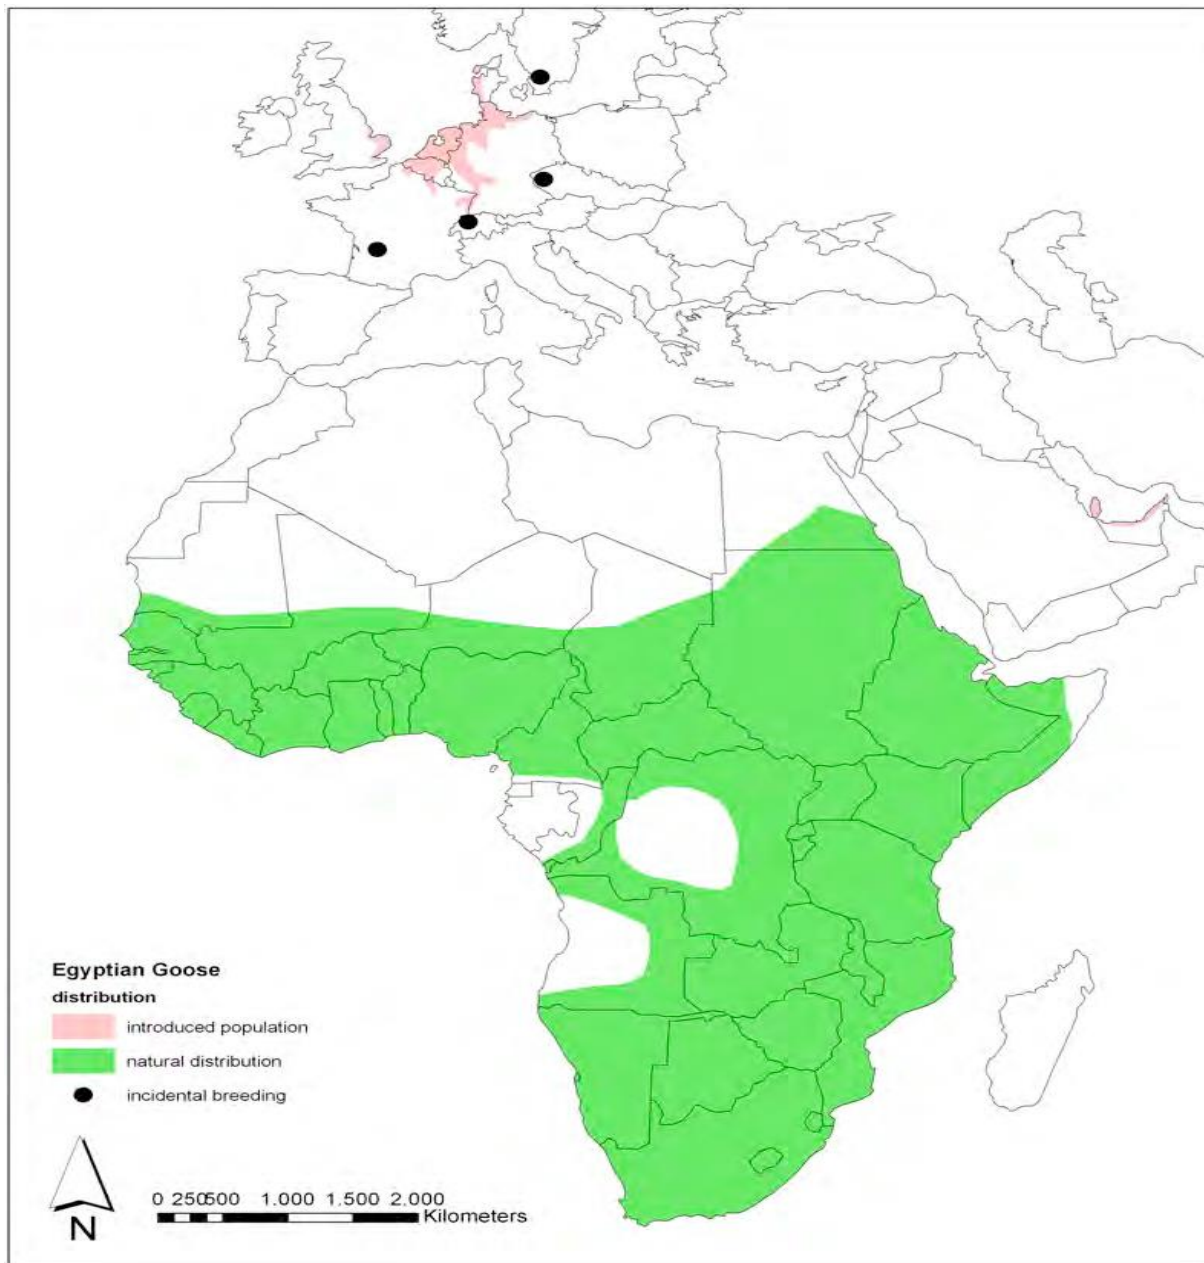 Egyptian Goose
distribution
introduced population
natural distribution
incidental breeding
N
0 250500 1.000 1.500 2.000
Kilometers